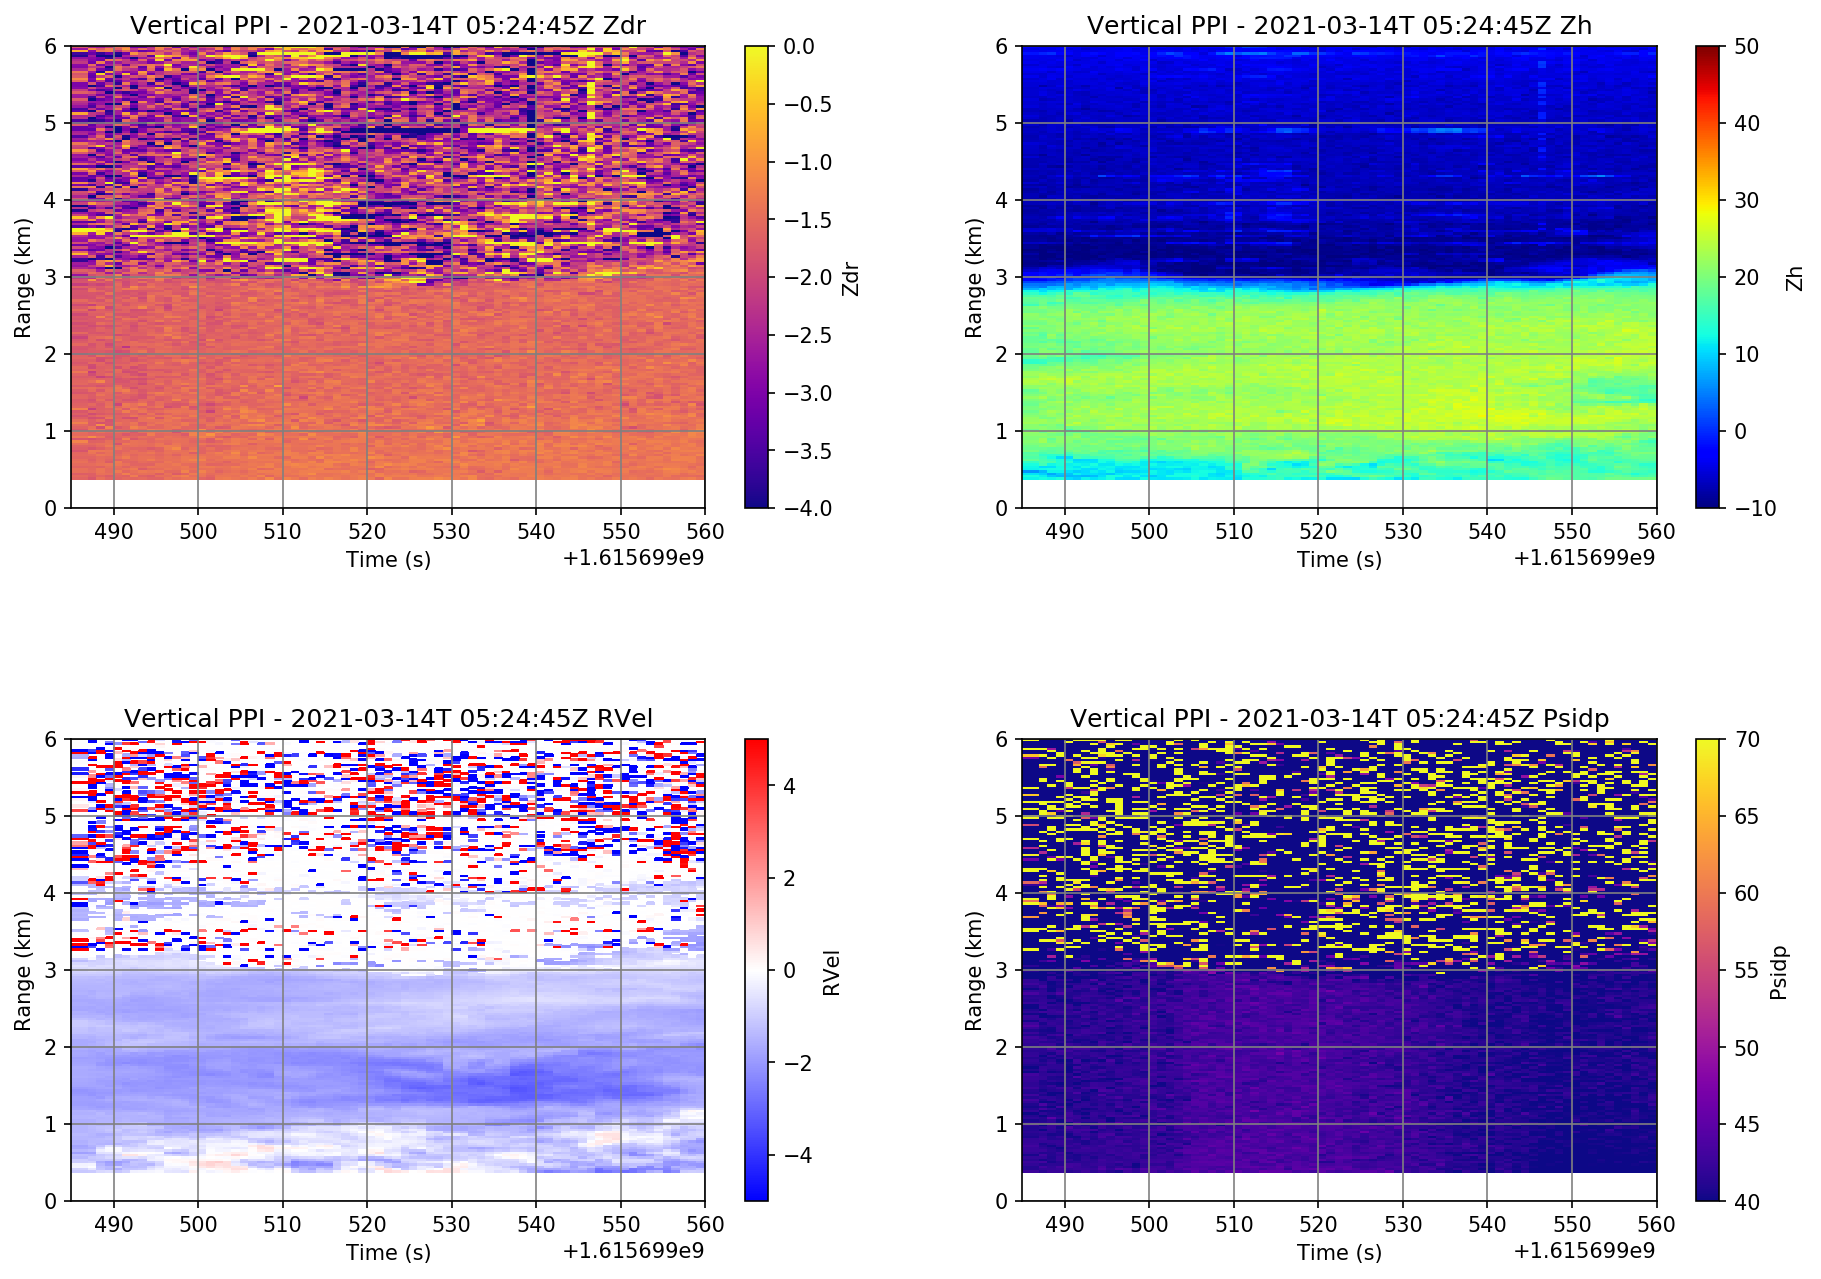 Vertical PPI - 2021-03-14T 05:24:45Z Zdr
6
5
4
3
2
1
0
Range (km)
490 500 510 520 530 540 550 560
Time (s)
+1.615699e9
0.0
−0.5
−1.0
−1.5
−2.0
−2.5
−3.0
−3.5
−4.0
Zdr
Vertical PPI - 2021-03-14T 05:24:45Z Zh
6
5
4
3
2
1
0
Range (km)
490 500 510 520 530 540 550 560
Time (s)
+1.615699e9
50
40
30
20
10
0
−10
Zh
Vertical PPI - 2021-03-14T 05:24:45Z RVel
6
5
4
3
2
1
0
Range (km)
490 500 510 520 530 540 550 560
Time (s)
+1.615699e9
4
2
0
−2
−4
RVel
Vertical PPI - 2021-03-14T 05:24:45Z Psidp
6
5
4
3
2
1
0
Range (km)
490 500 510 520 530 540 550 560
Time (s)
+1.615699e9
70
65
60
55
50
45
40
Psidp